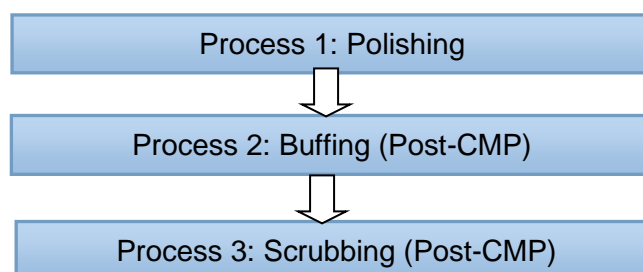 Process 1: Polishing
Process 2: Buffing (Post-CMP)
Process 3: Scrubbing (Post-CMP)